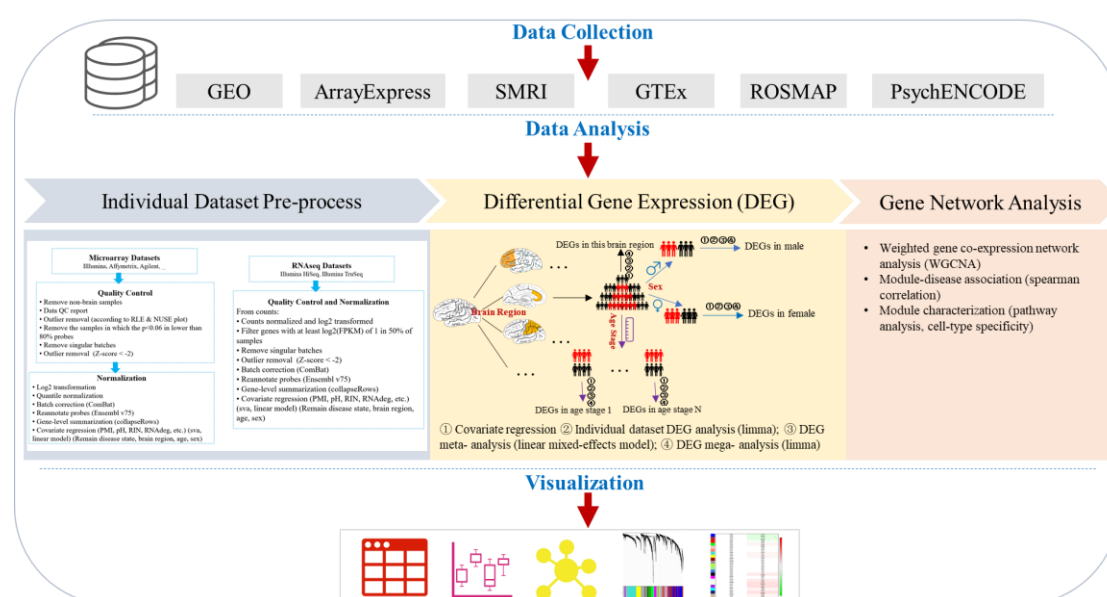 Data Collection
GEO
ArrayExpress
SMRI
GTEx
ROSMAP
PsychENCODE
Data Analysis
Individual Dataset Pre-process
Differential Gene Expression (DEG)
Gene Network Analysis
Microarray Datasets
Illumina, Affymetrix, Agilent, ..
Quality Control
• Remove non-brain samples
• Data QC report
• Outlier removal (according to RLE & NUSE plot)
• Remove the samples in which the p<0.06 in lower than
80% probes
• Remove singular batches
• Outlier removal (Z-score < -2)
Normalization
• Log2 transformation
• Quantile normalization
• Batch correction (ComBat)
• Reannotate probes (Ensembl v75)
• Gene-level summarization (collapseRows)
• Covariate regression (PMI, pH, RIN, RNAdeg, etc.) (sva,
linear model) (Remain disease state, brain region, age, sex)
RNAseq Datasets
Illumina HiSeq, Illumina TruSeq
Quality Control and Normalization
From counts:
• Counts normalized and log2 transformed
• Filter genes with at least log2(FPKM) of 1 in 50% of
samples
• Remove singular batches
• Outlier removal (Z-score < -2)
• Batch correction (ComBat)
• Reannotate probes (Ensembl v75)
• Gene-level summarization (collapseRows)
• Covariate regression (PMI, pH, RIN, RNAdeg, etc.)
(sva, linear model) (Remain disease state, brain region,
age, sex)
Brain Region
. . .
. . .
. . .
DEGs in this brain region
①②③④
Sex
♂
①②③④
DEGs in male
♀
①②③④
DEGs in female
Age Stage
. . .
①②③④
①②③④
DEGs in age stage 1
DEGs in age stage N
① Covariate regression ② Individual dataset DEG analysis (limma); ③ DEG
meta- analysis (linear mixed-effects model); ④ DEG mega- analysis (limma)
• Weighted gene co-expression network
analysis (WGCNA)
• Module-disease association (spearman
correlation)
• Module characterization (pathway
analysis, cell-type specificity)
Visualization